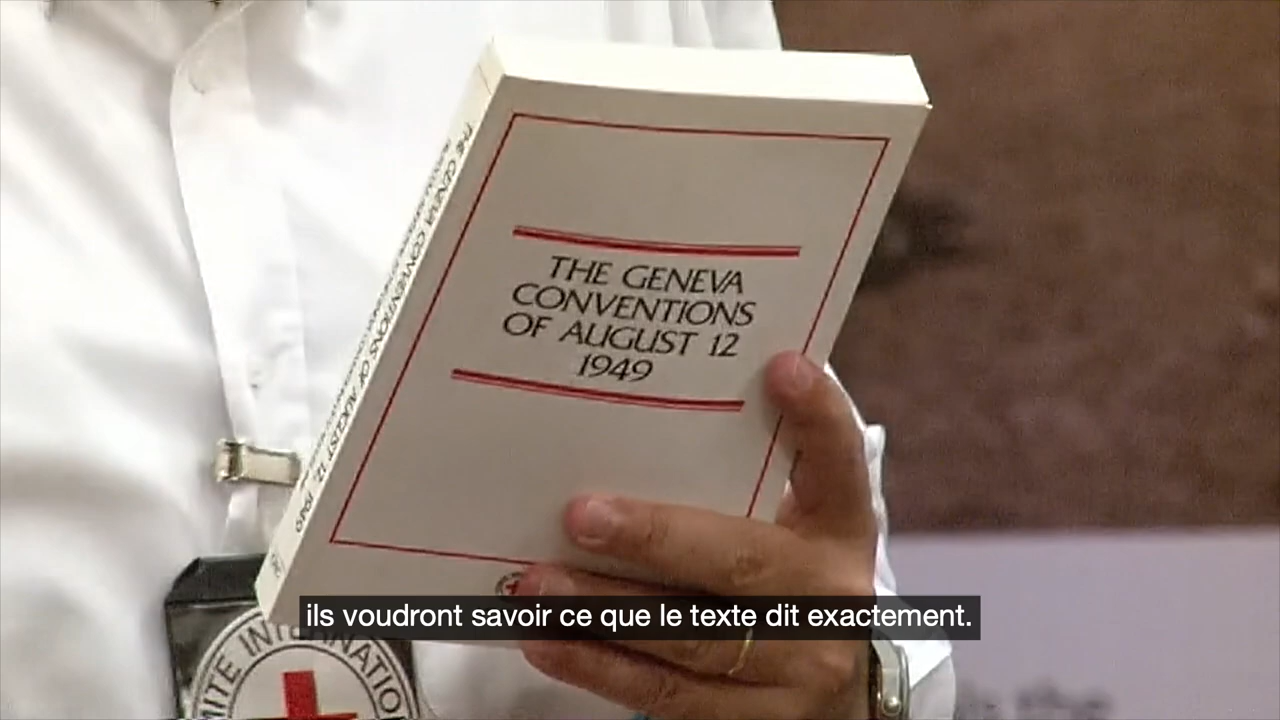 THE GENEVA
CONVENTIONS
OF AUGUST 12
1949
THE GENEVA CONVENTIONS OF AUGUST 12 1949
ils voudront savoir ce que le texte dit exactement.